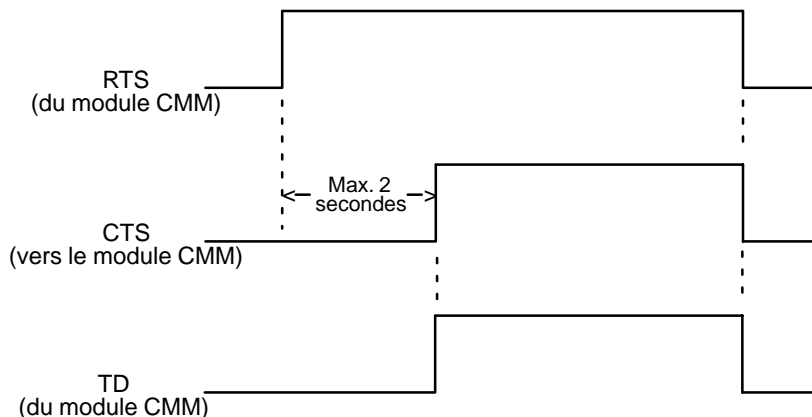 RTS
(du module CMM)
Max. 2
secondes
CTS
(vers le module CMM)
TD
(du module CMM)